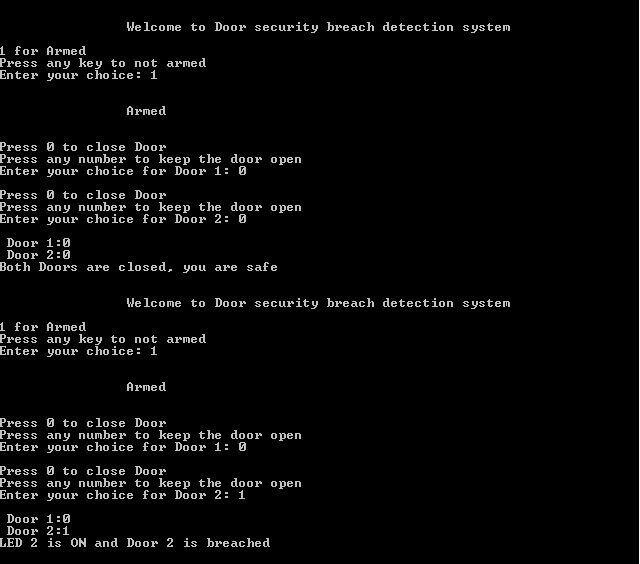 Welcome to Door security breach detection system
1 for Armed
Press any key to not armed
Enter your choice: 1
Armed
Press 0 to close Door
Press any number to keep the door open
Enter your choice for Door 1: 0
Press 0 to close Door
Press any number to keep the door open
Enter your choice for Door 2: 0
Door 1:0
Door 2:0
Both Doors are closed, you are safe
Welcome to Door security breach detection system
1 for Armed
Press any key to not armed
Enter your choice: 1
Armed
Press 0 to close Door
Press any number to keep the door open
Enter your choice for Door 1: 0
Press 0 to close Door
Press any number to keep the door open
Enter your choice for Door 2: 1
Door 1:0
Door 2:1
LED 2 is ON and Door 2 is breached